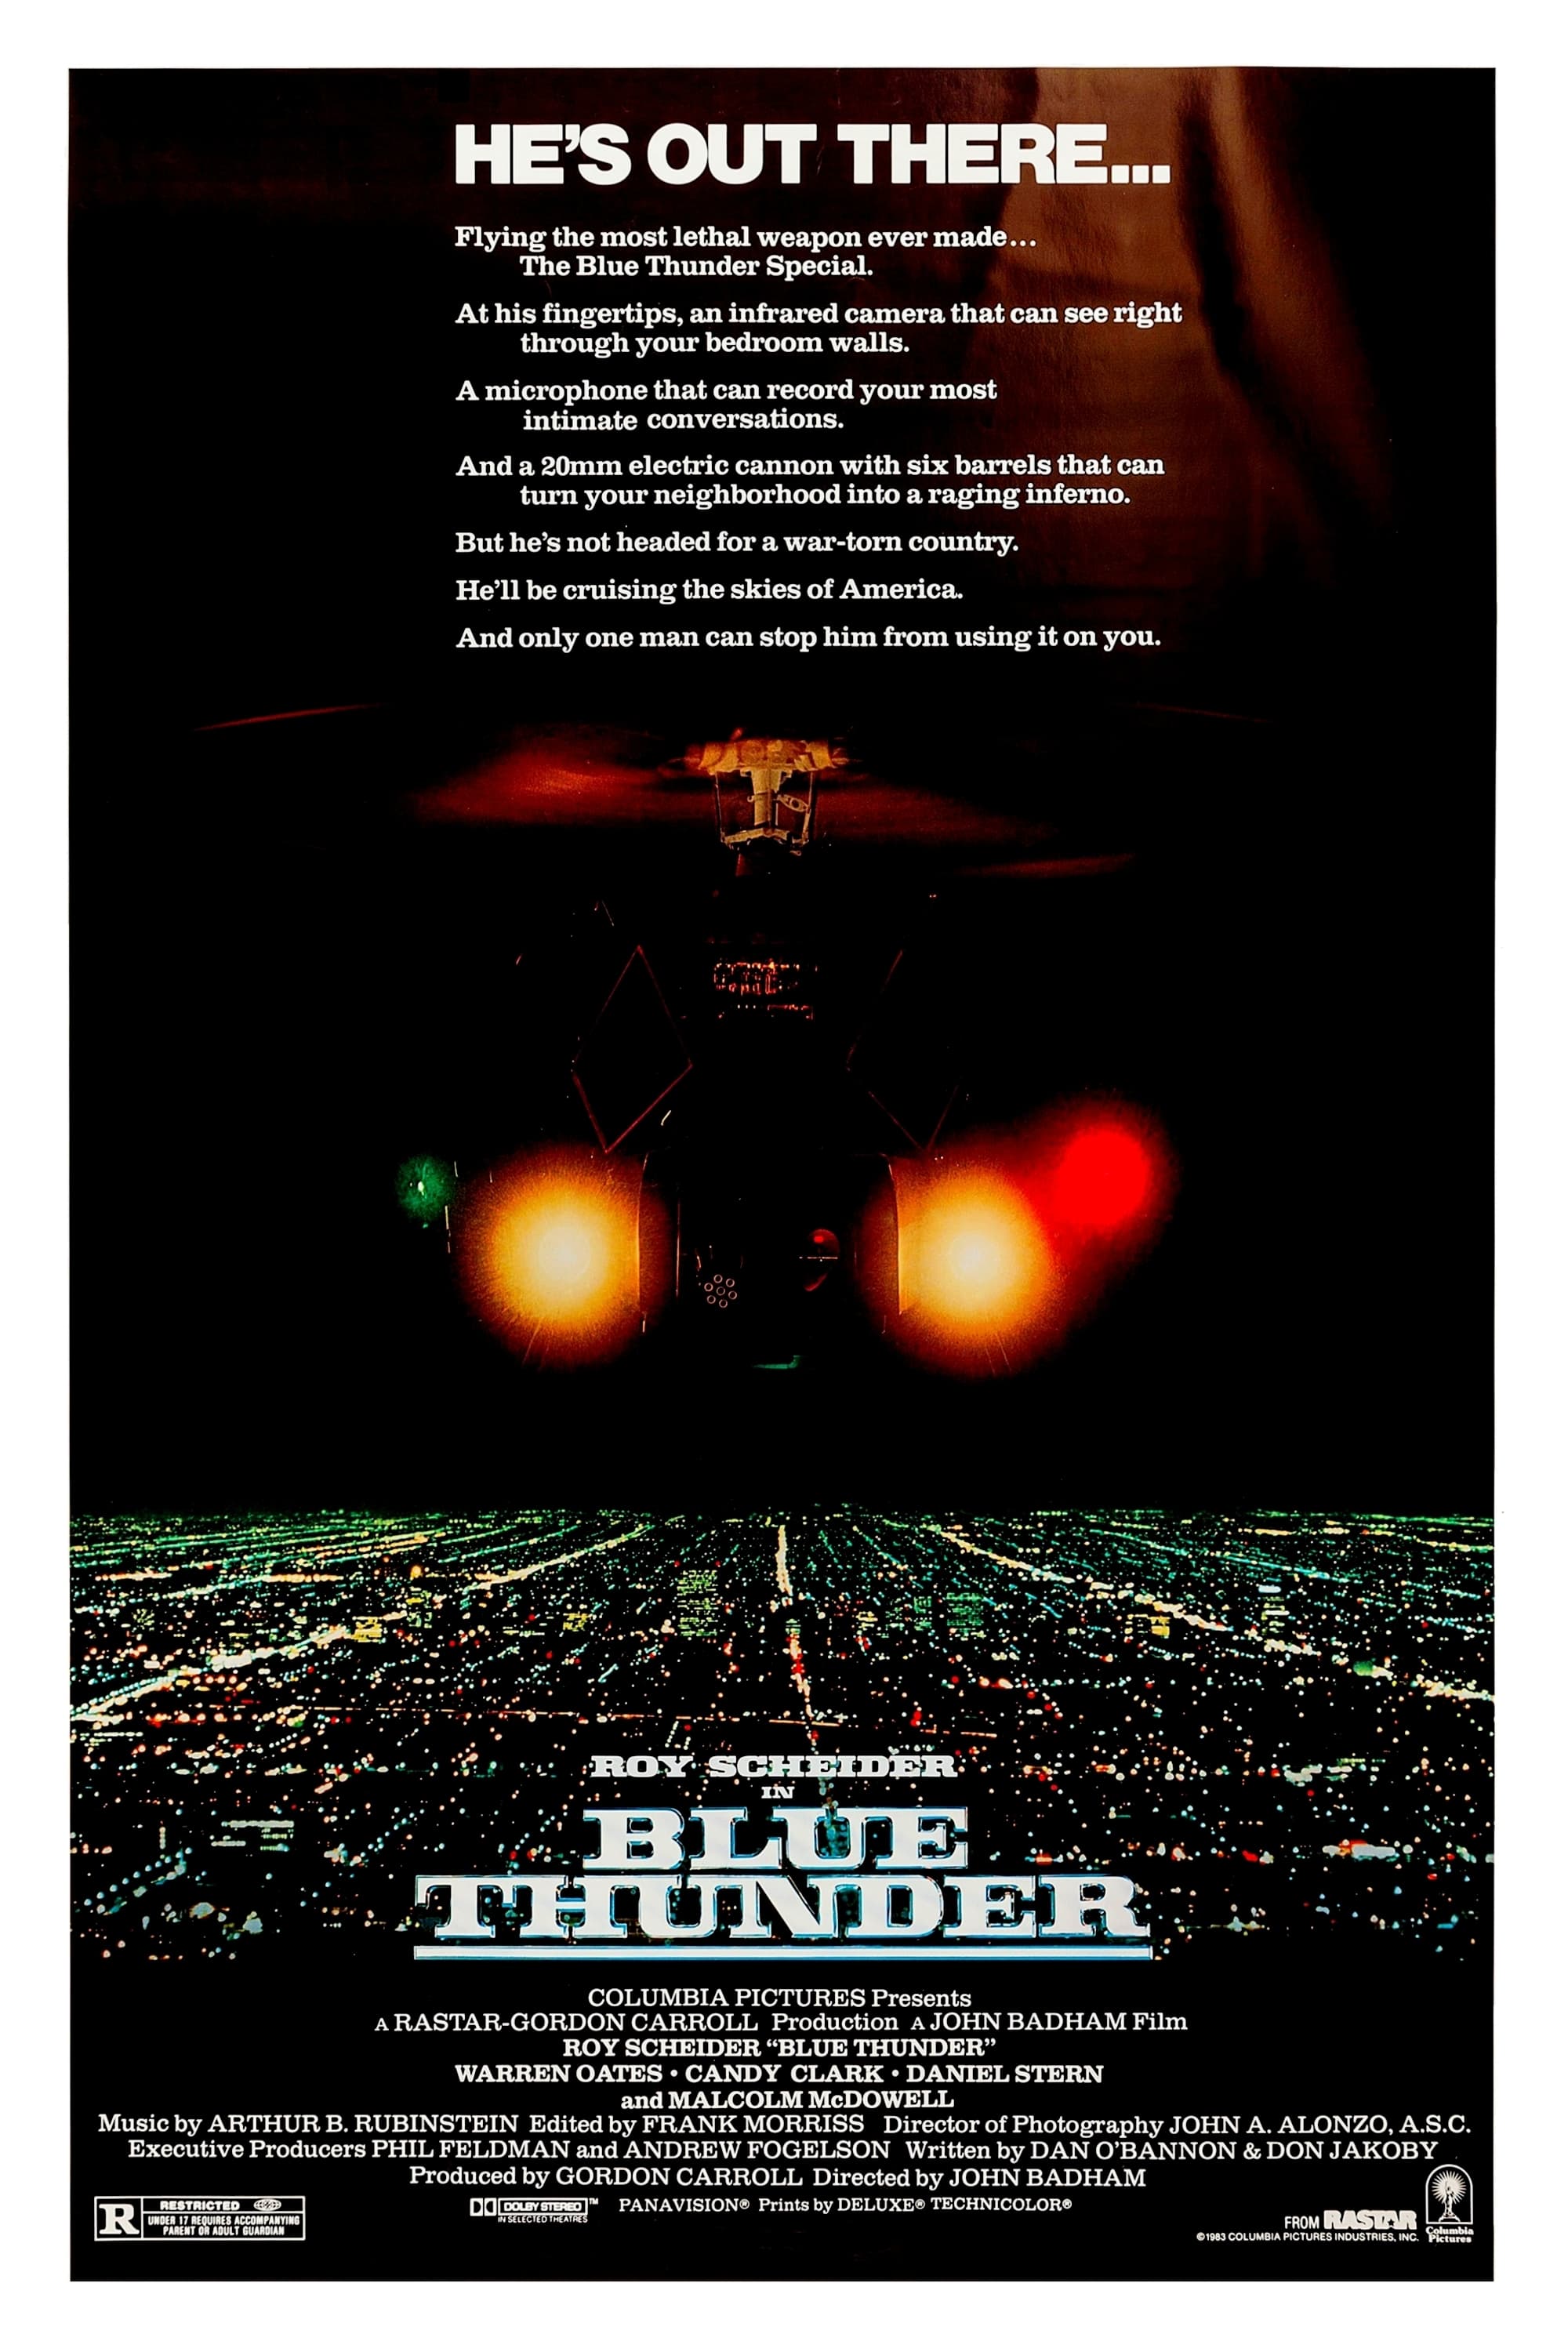 HE'S OUT THERE...
Flying the most lethal weapon ever made...
The Blue Thunder Special.
At his fingertips, an infrared camera that can see right
through your bedroom walls.
A microphone that can record your most
intimate conversations.
And a 20mm electric cannon with six barrels that can
turn your neighborhood into a raging inferno.
But he's not headed for a war-torn country.
He'll be cruising the skies of America.
And only one man can stop him from using it on you.
ROY SCHEIDER
IN
BLUE
THUNDER
COLUMBIA PICTURES Presents
A RASTAR-GORDON CARROLL Production A JOHN BADHAM Film
ROY SCHEIDER "BLUE THUNDER"
WARREN OATES • CANDY CLARK • DANIEL STERN
and MALCOLM McDOWELL
Music by ARTHUR B. RUBINSTEIN Edited by FRANK MORRISS Director of Photography JOHN A. ALONZO, A.S.C.
Executive Producers PHIL FELDMAN and ANDREW FOGELSON Written by DAN O'BANNON & DON JAKOBY
Produced by GORDON CARROLL Directed by JOHN BADHAM
R RESTRICTED
UNDER 17 REQUIRES ACCOMPANYING
PARENT OR ADULT GUARDIAN
DOLBY STEREO™
IN SELECTED THEATRES
PANAVISION® Prints by DELUXE® TECHNICOLOR®
FROM RASTAR
©1983 COLUMBIA PICTURES INDUSTRIES, INC.
Columbia
Pictures